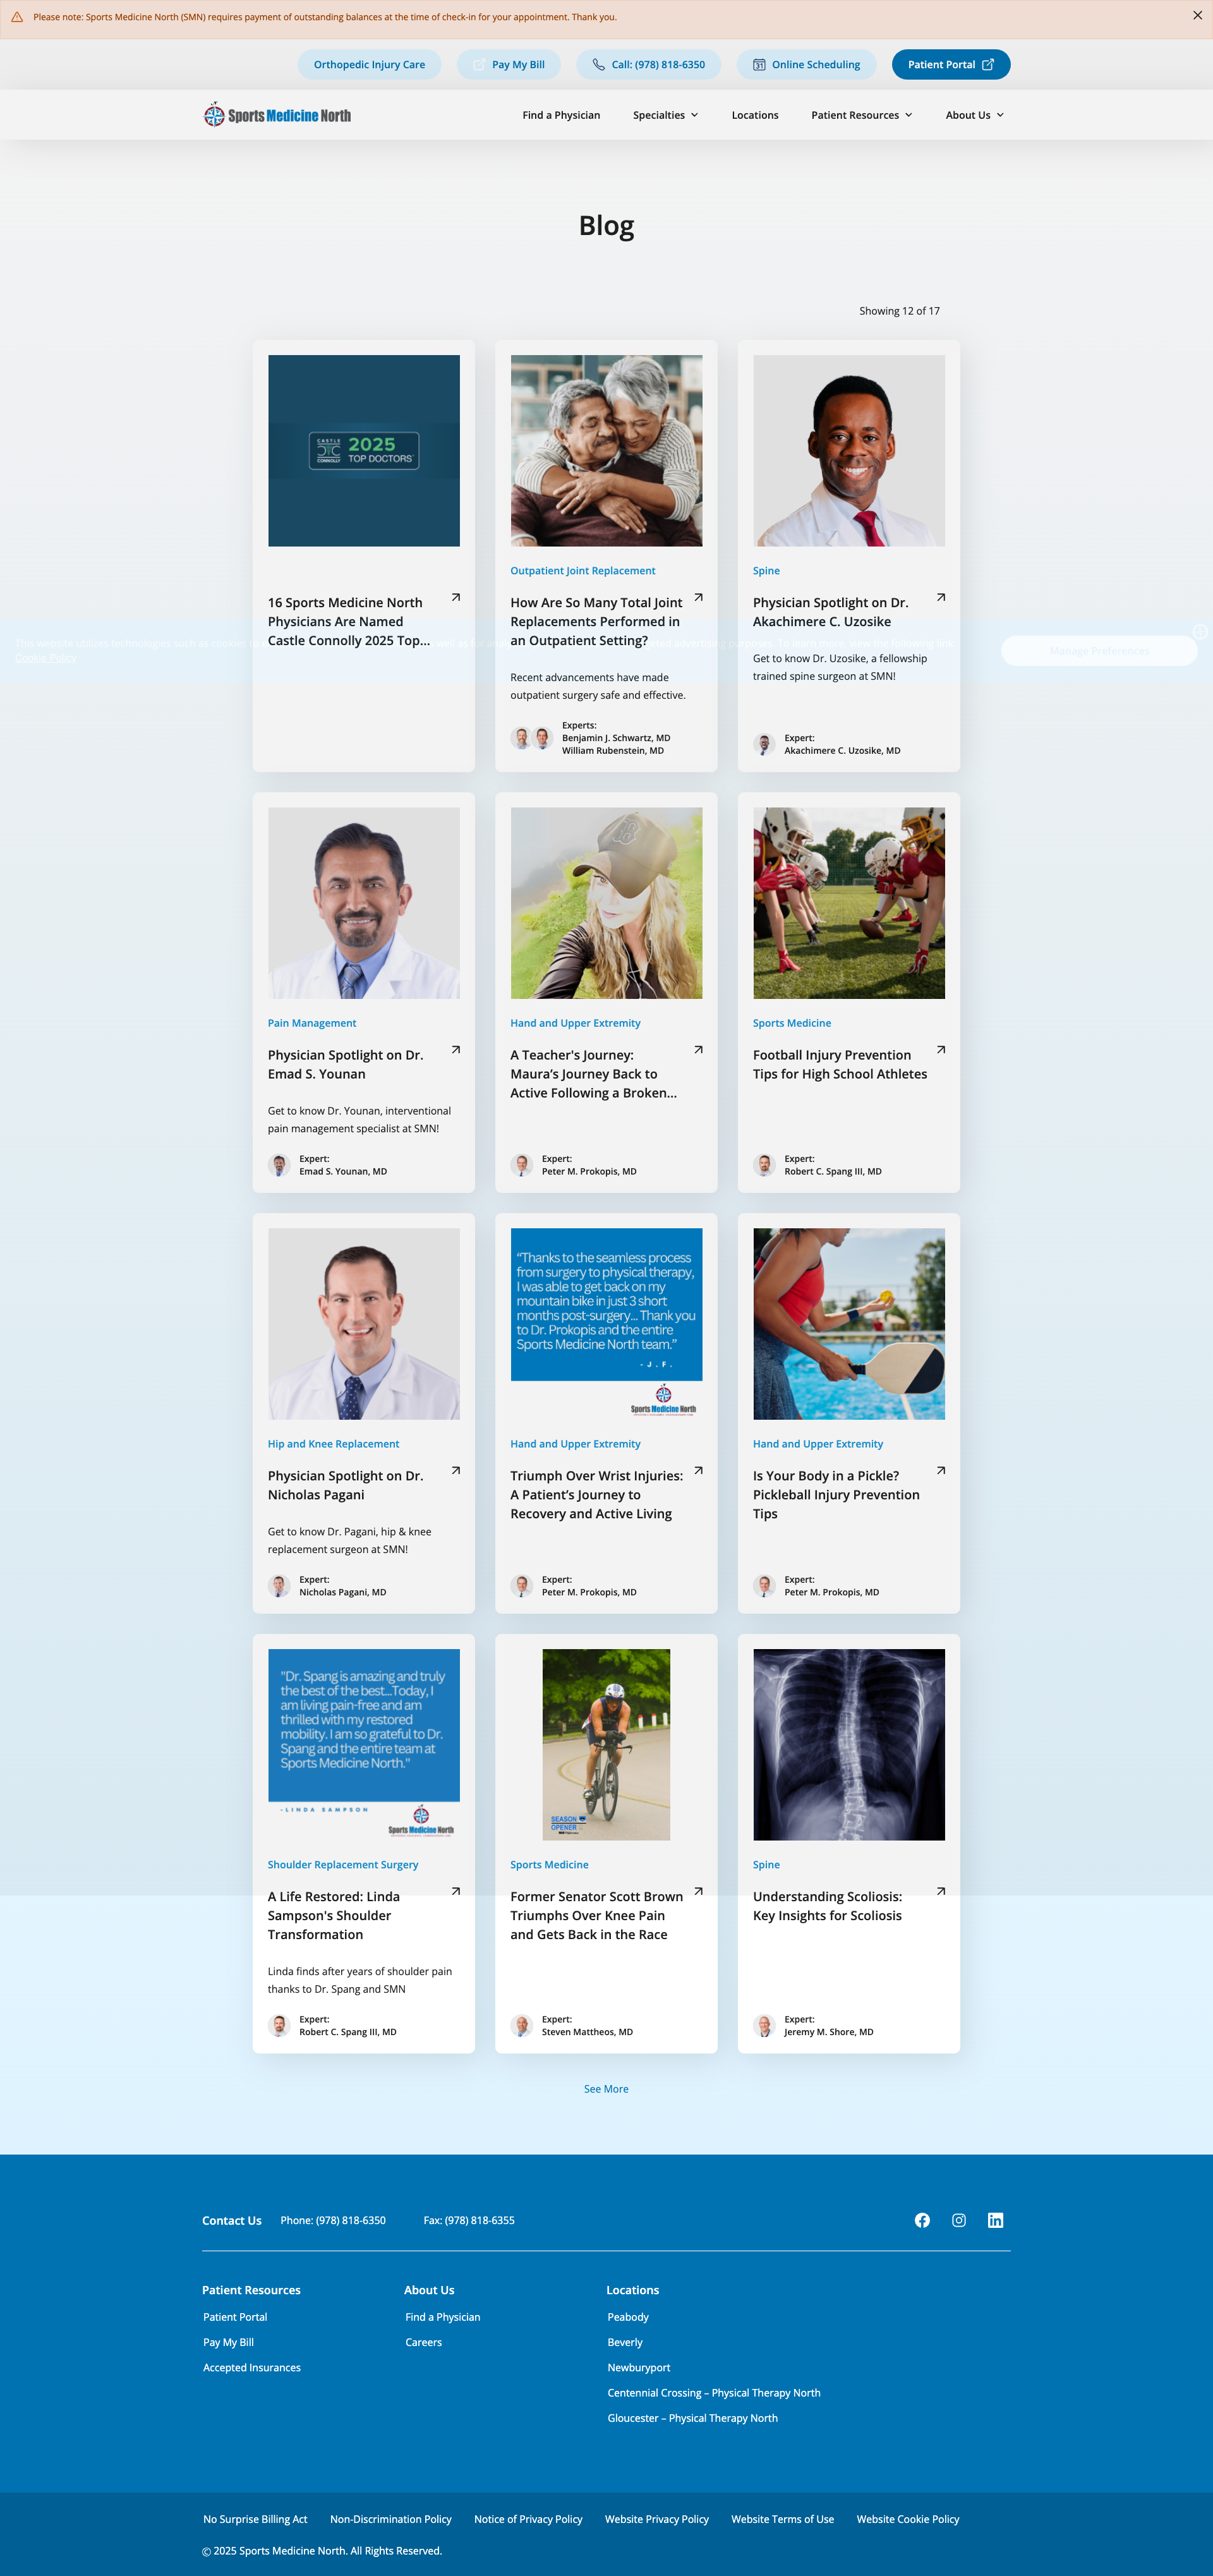 Please note: Sports Medicine North (SMN) requires payment of outstanding balances at the time of check-in for your appointment. Thank you.
Orthopedic Injury Care
Pay My Bill
Call: (978) 818-6350
31
Online Scheduling
Patient Portal
Sports Medicine North
Find a Physician
Specialties
Locations
Patient Resources
About Us
Blog
Showing 12 of 17
CASTLE CONNOLLY
2025
TOP DOCTORS
16 Sports Medicine North
Physicians Are Named
Castle Connolly 2025 Top...
Outpatient Joint Replacement
How Are So Many Total Joint
Replacements Performed in
an Outpatient Setting?
Recent advancements have made
outpatient surgery safe and effective.
Experts:
Benjamin J. Schwartz, MD
William Rubenstein, MD
Spine
Physician Spotlight on Dr.
Akachimere C. Uzosike
Get to know Dr. Uzosike, a fellowship
trained spine surgeon at SMN!
Expert:
Akachimere C. Uzosike, MD
This website utilizes technologies such as cookies to
Cookie Policy
Manage Preferences
Pain Management
Physician Spotlight on Dr.
Emad S. Younan
Get to know Dr. Younan, interventional
pain management specialist at SMN!
Expert:
Emad S. Younan, MD
B
Hand and Upper Extremity
A Teacher's Journey:
Maura’s Journey Back to
Active Following a Broken...
Expert:
Peter M. Prokopis, MD
Sports Medicine
Football Injury Prevention
Tips for High School Athletes
Expert:
Robert C. Spang III, MD
Hip and Knee Replacement
Physician Spotlight on Dr.
Nicholas Pagani
Get to know Dr. Pagani, hip & knee
replacement surgeon at SMN!
Expert:
Nicholas Pagani, MD
“Thanks to the seamless process
from surgery to physical therapy,
I was able to get back on my
mountain bike in just 3 short
months post-surgery... Thank you
to Dr. Prokopis and the entire
Sports Medicine North team.”
- J. F.
Sports Medicine North
Hand and Upper Extremity
Triumph Over Wrist Injuries:
A Patient’s Journey to
Recovery and Active Living
Expert:
Peter M. Prokopis, MD
Hand and Upper Extremity
Is Your Body in a Pickle?
Pickleball Injury Prevention
Tips
Expert:
Peter M. Prokopis, MD
"Dr. Spang is amazing and truly
the best of the best...Today, I
am living pain-free and am
thrilled with my restored
mobility. I am so grateful to Dr.
Spang and the entire team at
Sports Medicine North."
-LINDA SAMPSON
Sports Medicine North
Shoulder Replacement Surgery
A Life Restored: Linda
Sampson's Shoulder
Transformation
Linda finds after years of shoulder pain
thanks to Dr. Spang and SMN
Expert:
Robert C. Spang III, MD
SEASON
OPENER
Sports Medicine
Former Senator Scott Brown
Triumphs Over Knee Pain
and Gets Back in the Race
Expert:
Steven Mattheos, MD
Spine
Understanding Scoliosis:
Key Insights for Scoliosis
Expert:
Jeremy M. Shore, MD
See More
Contact Us
Phone: (978) 818-6350
Fax: (978) 818-6355
Patient Resources
Patient Portal
Pay My Bill
Accepted Insurances
About Us
Find a Physician
Careers
Locations
Peabody
Beverly
Newburyport
Centennial Crossing – Physical Therapy North
Gloucester – Physical Therapy North
No Surprise Billing Act
Non-Discrimination Policy
Notice of Privacy Policy
Website Privacy Policy
Website Terms of Use
Website Cookie Policy
© 2025 Sports Medicine North. All Rights Reserved.